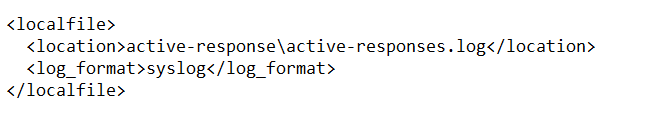 <localfile>
  <location>active-response\active-responses.log</location>
  <log_format>syslog</log_format>
</localfile>